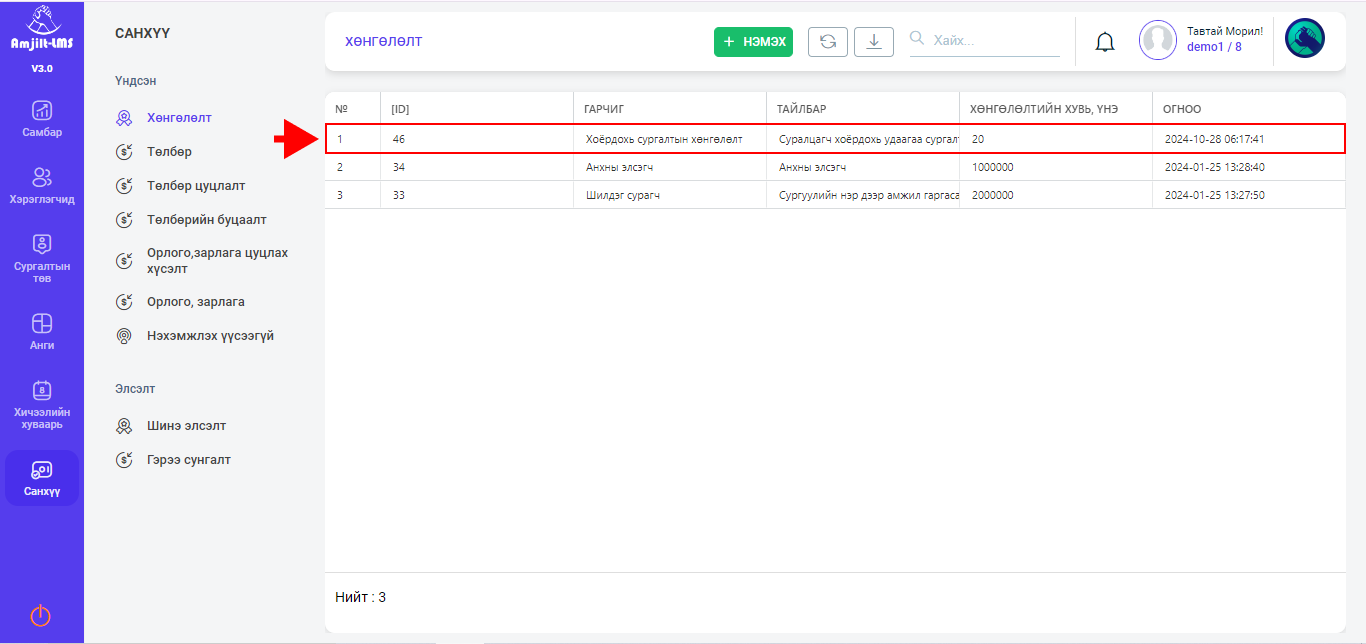 Amjilt-LMS
V3.0
Самбар
Хэрэглэгчид
Сургалтын
төв
Анги
8
Хичээлийн
хуваарь
Санхүү
САНХҮҮ
Үндсэн
Хөнгөлөлт
Төлбөр
Төлбөр цуцлалт
Төлбөрийн буцаалт
Орлого,зарлага цуцлах
хүсэлт
Орлого, зарлага
Нэхэмжлэх үүсээгүй
Элсэлт
Шинэ элсэлт
Гэрээ сунгалт
ХӨНГӨЛӨЛТ
+ НЭМЭХ
Хайх...
Тавтай Морил!
demo1 / 8
№ [ID] ГАРЧИГ ТАЙЛБАР ХӨНГӨЛӨЛТИЙН ХУВЬ, ҮНЭ ОГНОО
1 46 Хоёрдохь сургалтын хөнгөлөлт Суралцагч хоёрдохь удаагаа сургалт 20 2024-10-28 06:17:41
2 34 Анхны элсэгч Анхны элсэгч 1000000 2024-01-25 13:28:40
3 33 Шилдэг сурагч Сургуулийн нэр дээр амжил гаргаса 2000000 2024-01-25 13:27:50
Нийт : 3